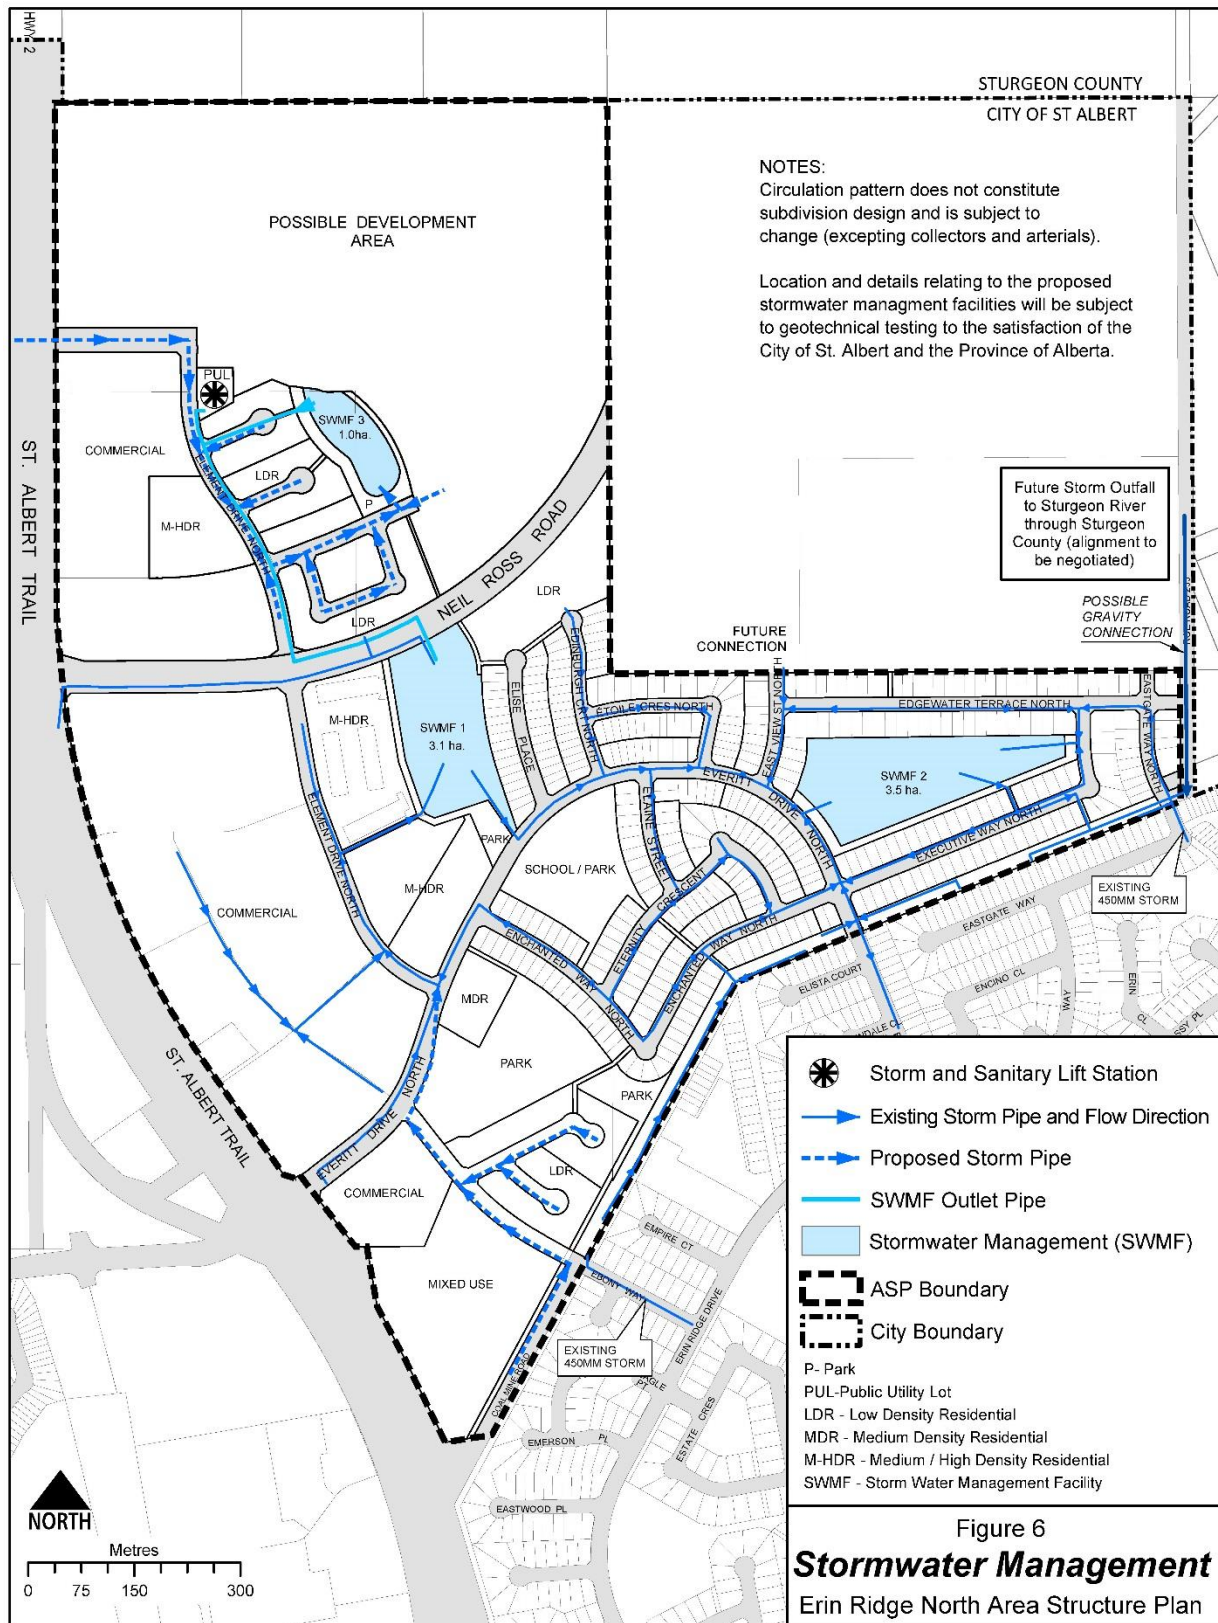 HWY 2
STURGEON COUNTY
CITY OF ST ALBERT
NOTES:
Circulation pattern does not constitute
subdivision design and is subject to
change (excepting collectors and arterials).
Location and details relating to the proposed
stormwater managment facilities will be subject
to geotechnical testing to the satisfaction of the
City of St. Albert and the Province of Alberta.
POSSIBLE DEVELOPMENT
AREA
PUL
SWMF 3
1.0ha.
COMMERCIAL
LDR
M-HDR
P
ELEMENT DRIVE NORTH
ST. ALBERT TRAIL
LDR
NEIL ROSS ROAD
LDR
Future Storm Outfall
to Sturgeon River
through Sturgeon
County (alignment to
be negotiated)
POSSIBLE
GRAVITY
CONNECTION
FUTURE
CONNECTION
M-HDR
SWMF 1
3.1 ha.
ELISE
PLACE
EDINBURGH CRT NORTH
ETOILE CRES NORTH
EAST VIEW ST NORTH
EDGEWATER TERRACE NORTH
EASTGATE WAY NORTH
EVERITT DRIVE NORTH
SWMF 2
3.5 ha.
ELEMENT DRIVE NORTH
PARK
SCHOOL / PARK
ELAINE STREET
EXECUTIVE WAY NORTH
M-HDR
COMMERCIAL
ETERNITY CRESCENT
ENCHANTED WAY NORTH
ENCHANTED WAY NORTH
EXISTING
450MM STORM
EASTGATE WAY
ELISTA COURT
ENCINO CL
WAY
ERIN
CL
MDR
PARK
PARK
ST. ALBERT TRAIL
EVERITT DRIVE NORTH
LDR
COMMERCIAL
EMPIRE CT
MIXED USE
EBONY WAY
ERIN RIDGE DRIVE
EXISTING
450MM STORM
COAL MINE ROAD
EMERSON PL
ESTATE CRES
EASTWOOD PL
Storm and Sanitary Lift Station
Existing Storm Pipe and Flow Direction
Proposed Storm Pipe
SWMF Outlet Pipe
Stormwater Management (SWMF)
ASP Boundary
City Boundary
P- Park
PUL-Public Utility Lot
LDR - Low Density Residential
MDR - Medium Density Residential
M-HDR - Medium / High Density Residential
SWMF - Storm Water Management Facility
NORTH
Metres
0 75 150 300
Figure 6
Stormwater Management
Erin Ridge North Area Structure Plan